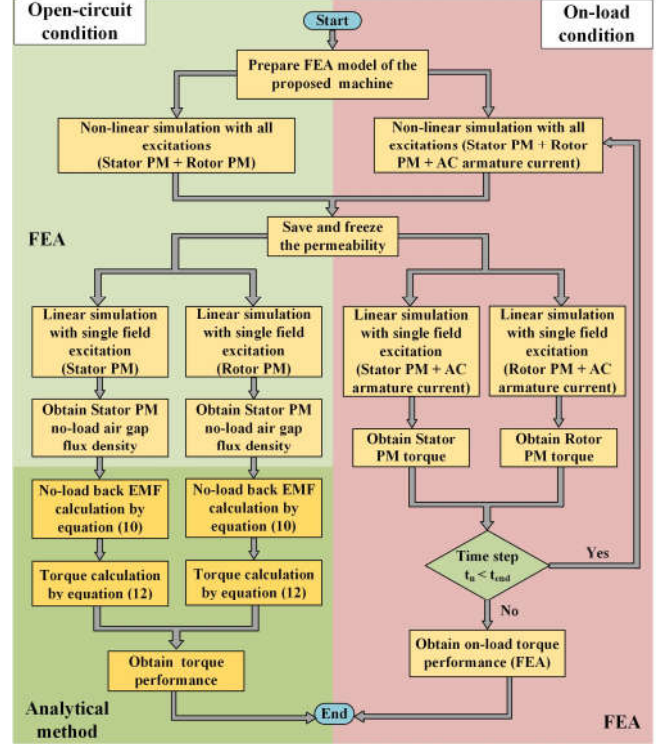 Open-circuit
condition
Start
On-load
condition
Prepare FEA model of the
proposed machine
Non-linear simulation with all
excitations
(Stator PM + Rotor PM)
Non-linear simulation with all
excitations (Stator PM + Rotor
PM + AC armature current)
FEA
Save and freeze
the permeability
Linear simulation
with single field
excitation
(Stator PM)
Linear simulation
with single field
excitation
(Rotor PM)
Linear simulation
with single field
excitation
(Stator PM + AC
armature current)
Linear simulation
with single field
excitation
(Rotor PM + AC
armature current)
Obtain Stator PM
no-load air gap
flux density
Obtain Stator PM
no-load air gap
flux density
Obtain Stator
PM torque
Obtain Rotor
PM torque
No-load back EMF
calculation by
equation (10)
No-load back EMF
calculation by
equation (10)
Time step
tn < tend
Yes
Torque calculation
by equation (12)
Torque calculation
by equation (12)
No
Obtain torque
performance
Obtain on-load torque
performance (FEA)
Analytical
method
End
FEA